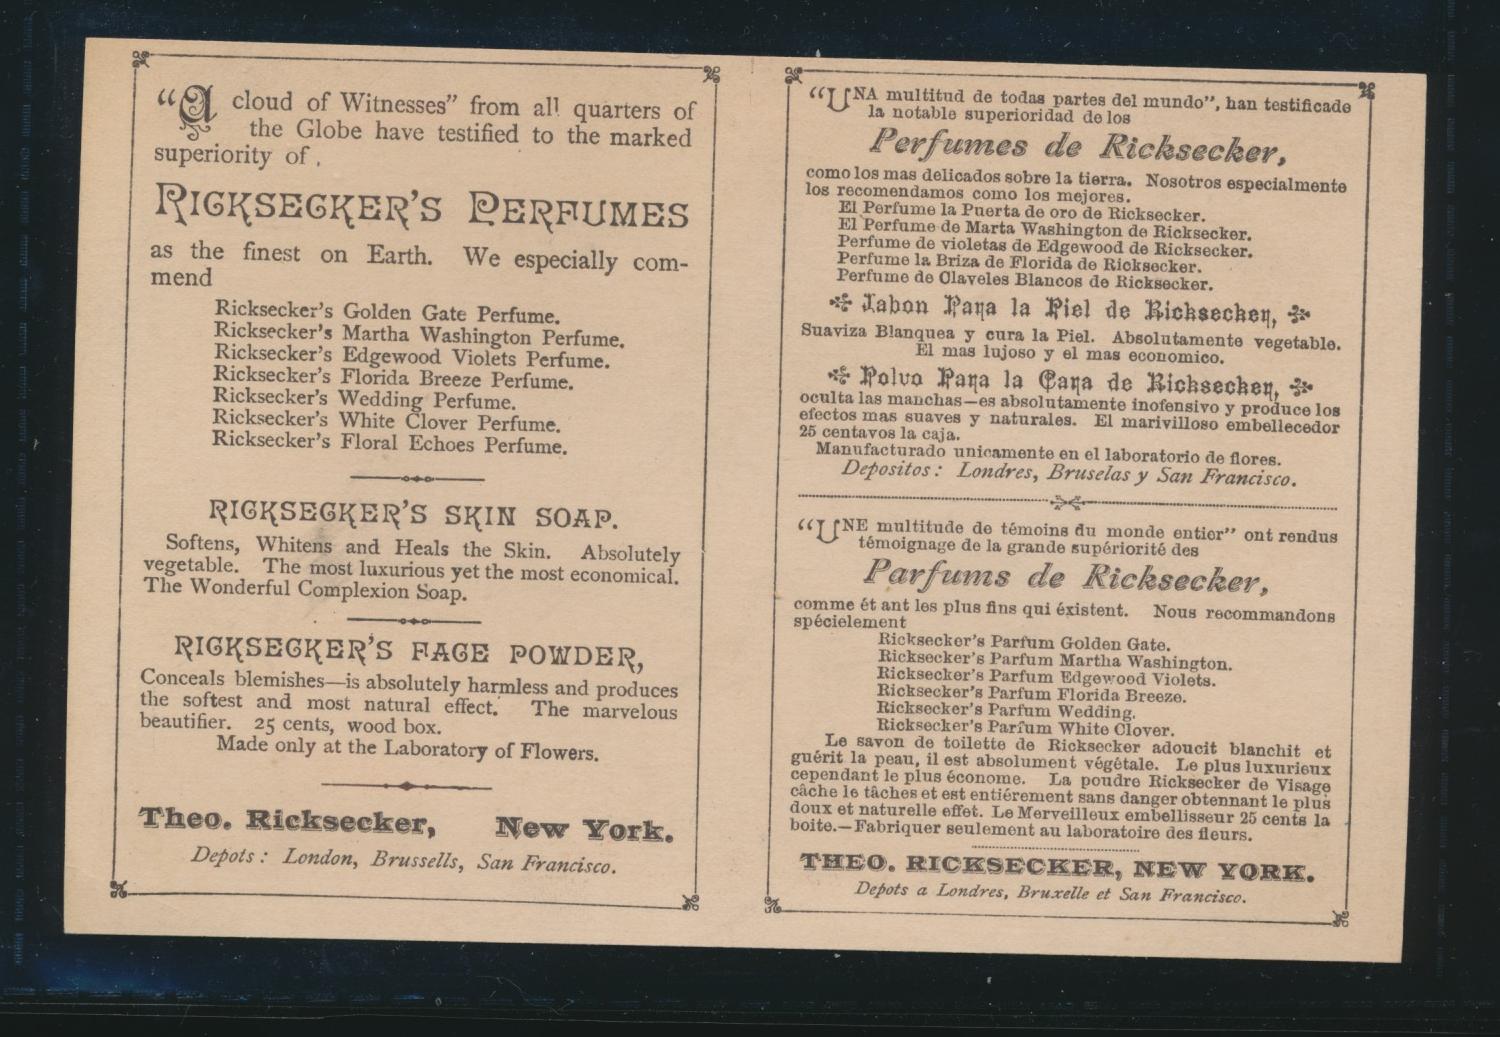 “A cloud of Witnesses” from all quarters of
the Globe have testified to the marked
superiority of
RICKSECKER’S PERFUMES
as the finest on Earth. We especially com-
mend
Ricksecker’s Golden Gate Perfume.
Ricksecker’s Martha Washington Perfume.
Ricksecker’s Edgewood Violets Perfume.
Ricksecker’s Florida Breeze Perfume.
Ricksecker’s Wedding Perfume.
Ricksecker’s White Clover Perfume.
Ricksecker’s Floral Echoes Perfume.
RICKSECKER’S SKIN SOAP.
Softens, Whitens and Heals the Skin. Absolutely
vegetable. The most luxurious yet the most economical.
The Wonderful Complexion Soap.
RICKSECKER’S FACE POWDER,
Conceals blemishes—is absolutely harmless and produces
the softest and most natural effect. The marvelous
beautifier. 25 cents, wood box.
Made only at the Laboratory of Flowers.
Theo. Ricksecker, New York.
Depots: London, Brussells, San Francisco.
“UNA multitud de todas partes del mundo”, han testificado
la notable superioridad de los
Perfumes de Ricksecker,
como los mas delicados sobre la tierra. Nosotros especialmente
los recomendamos como los mejores.
El Perfume la Puerta de oro de Ricksecker.
El Perfume de Marta Washington de Ricksecker.
Perfume de violetas de Edgewood de Ricksecker.
Perfume la Briza de Florida de Ricksecker.
Perfume de Claveles Blancos de Ricksecker.
Jabon Para la Piel de Ricksecker,
Suaviza Blanquea y cura la Piel. Absolutamente vegetable.
El mas lujoso y el mas economico.
Polvo Para la Cara de Ricksecker,
oculta las manchas—es absolutamente inofensivo y produce los
efectos mas suaves y naturales. El marivilloso embellecedor
25 centavos la caja.
Manufacturado unicamente en el laboratorio de flores.
Depositos: Londres, Bruselas y San Francisco.
“UNE multitude de témoins du monde entier” ont rendus
témoignage de la grande supériorité des
Parfums de Ricksecker,
comme ét ant les plus fins qui éxistent. Nous recommandons
spécielement
Ricksecker’s Parfum Golden Gate.
Ricksecker’s Parfum Martha Washington.
Ricksecker’s Parfum Edgewood Violets.
Ricksecker’s Parfum Florida Breeze.
Ricksecker’s Parfum Wedding.
Ricksecker’s Parfum White Clover.
Le savon de toilette de Ricksecker adoucit blanchit et
guérit la peau, il est absolument végétale. Le plus luxurieux
cependant le plus économe. La poudre Ricksecker de Visage
câche le tâches et est entiérement sans danger obtennant le plus
doux et naturelle effet. Le Merveilleux embellisseur 25 cents la
boite.—Fabriquer seulement au laboratoire des fleurs.
THEO. RICKSECKER, NEW YORK.
Depots a Londres, Bruxelle et San Francisco.